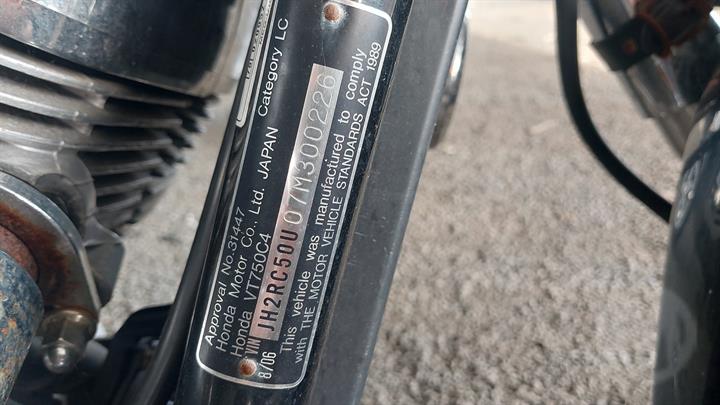 Approval No.31447
Honda Motor Co., Ltd. JAPAN Category LC
Honda VT750C4
VIN JH2RC50U07M300226
8/06 This vehicle was manufactured to comply
with THE MOTOR VEHICLE STANDARDS ACT 1989